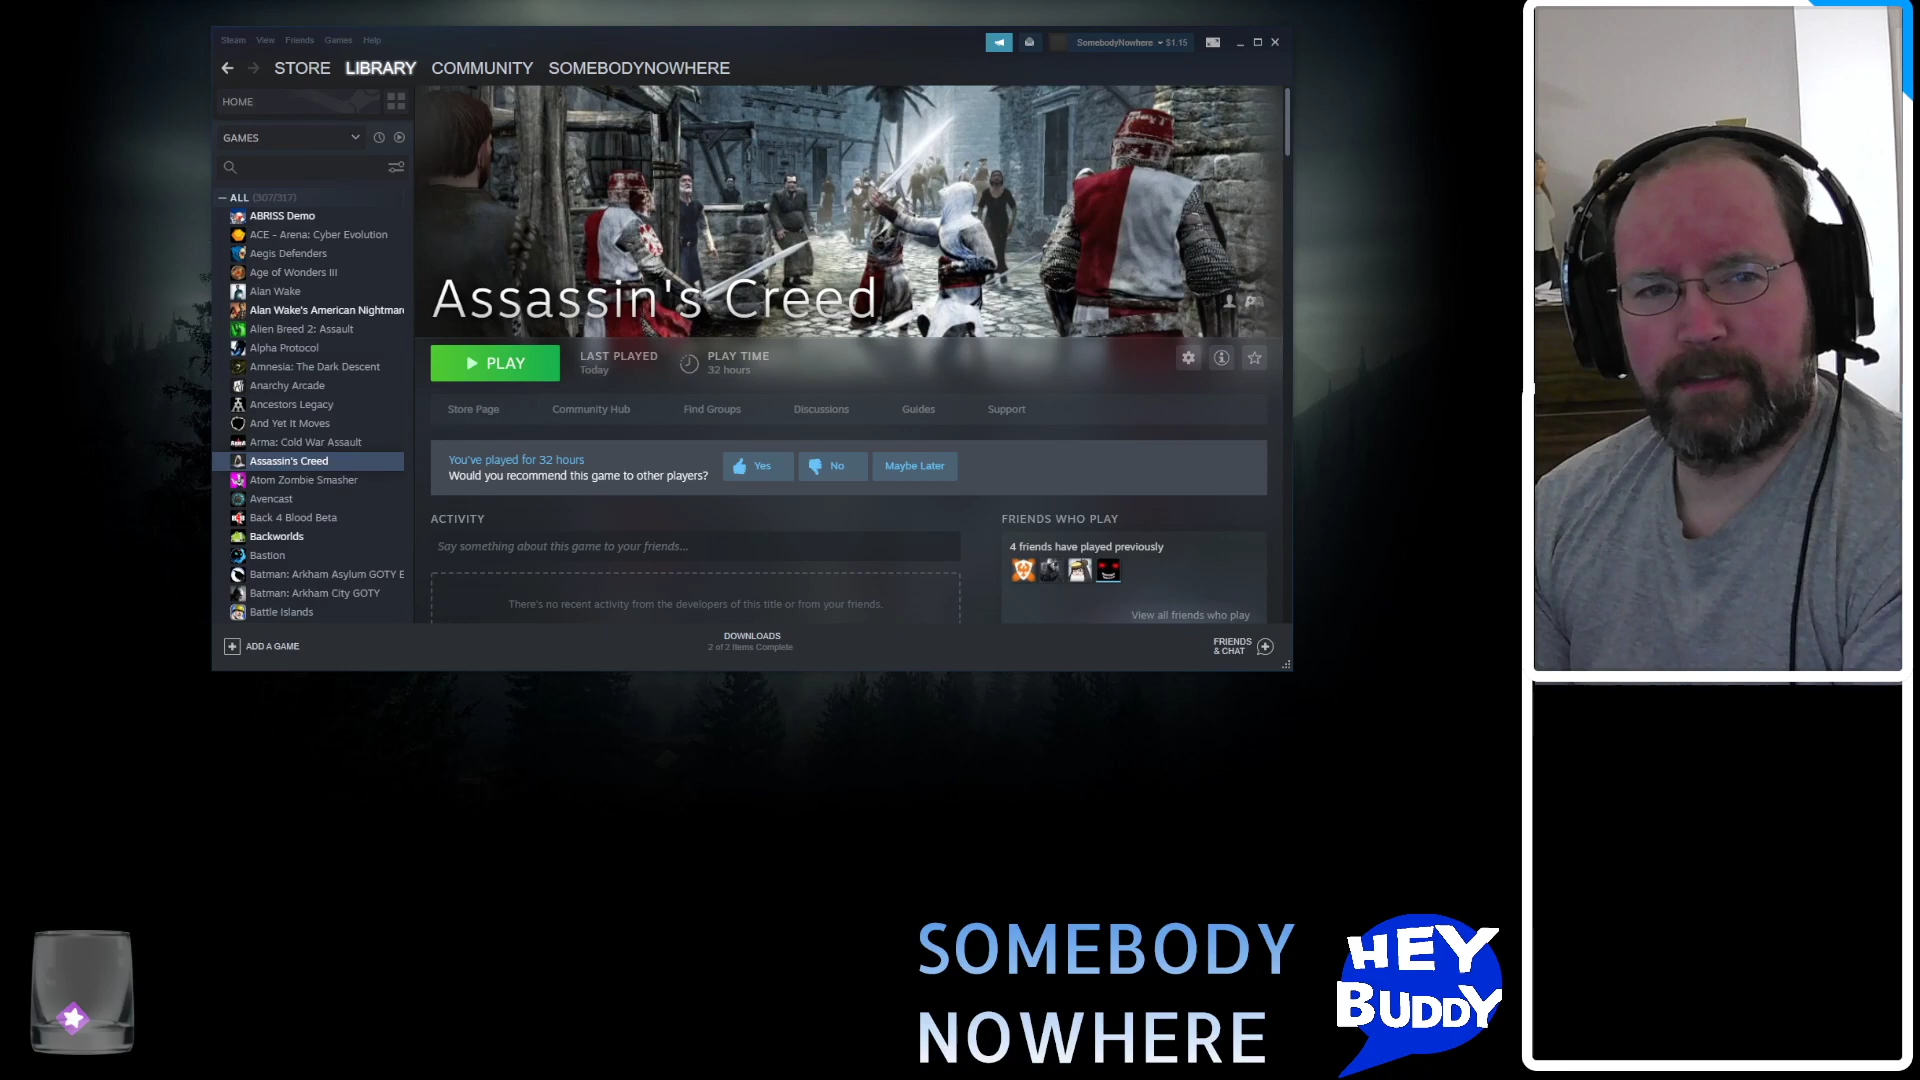 Steam View Friends Games Help
SomebodyNowhere $1.15
STORE LIBRARY COMMUNITY SOMEBODYNOWHERE
HOME
GAMES
ALL (307/317)
ABRISS Demo
ACE - Arena: Cyber Evolution
Aegis Defenders
Age of Wonders III
Alan Wake
Alan Wake's American Nightmare
Alien Breed 2: Assault
Alpha Protocol
Amnesia: The Dark Descent
Anarchy Arcade
Ancestors Legacy
And Yet It Moves
Arma: Cold War Assault
Assassin's Creed
Atom Zombie Smasher
Avencast
Back 4 Blood Beta
Backworlds
Bastion
Batman: Arkham Asylum GOTY E
Batman: Arkham City GOTY
Battle Islands
ADD A GAME
Assassin's Creed
PLAY
LAST PLAYED
Today
PLAY TIME
32 hours
Store Page Community Hub Find Groups Discussions Guides Support
You've played for 32 hours
Would you recommend this game to other players?
Yes No Maybe Later
ACTIVITY
Say something about this game to your friends...
There's no recent activity from the developers of this title or from your friends.
FRIENDS WHO PLAY
4 friends have played previously
View all friends who play
DOWNLOADS
2 of 2 Items Complete
FRIENDS
& CHAT
SOMEBODY
NOWHERE
HEY
BUDDY